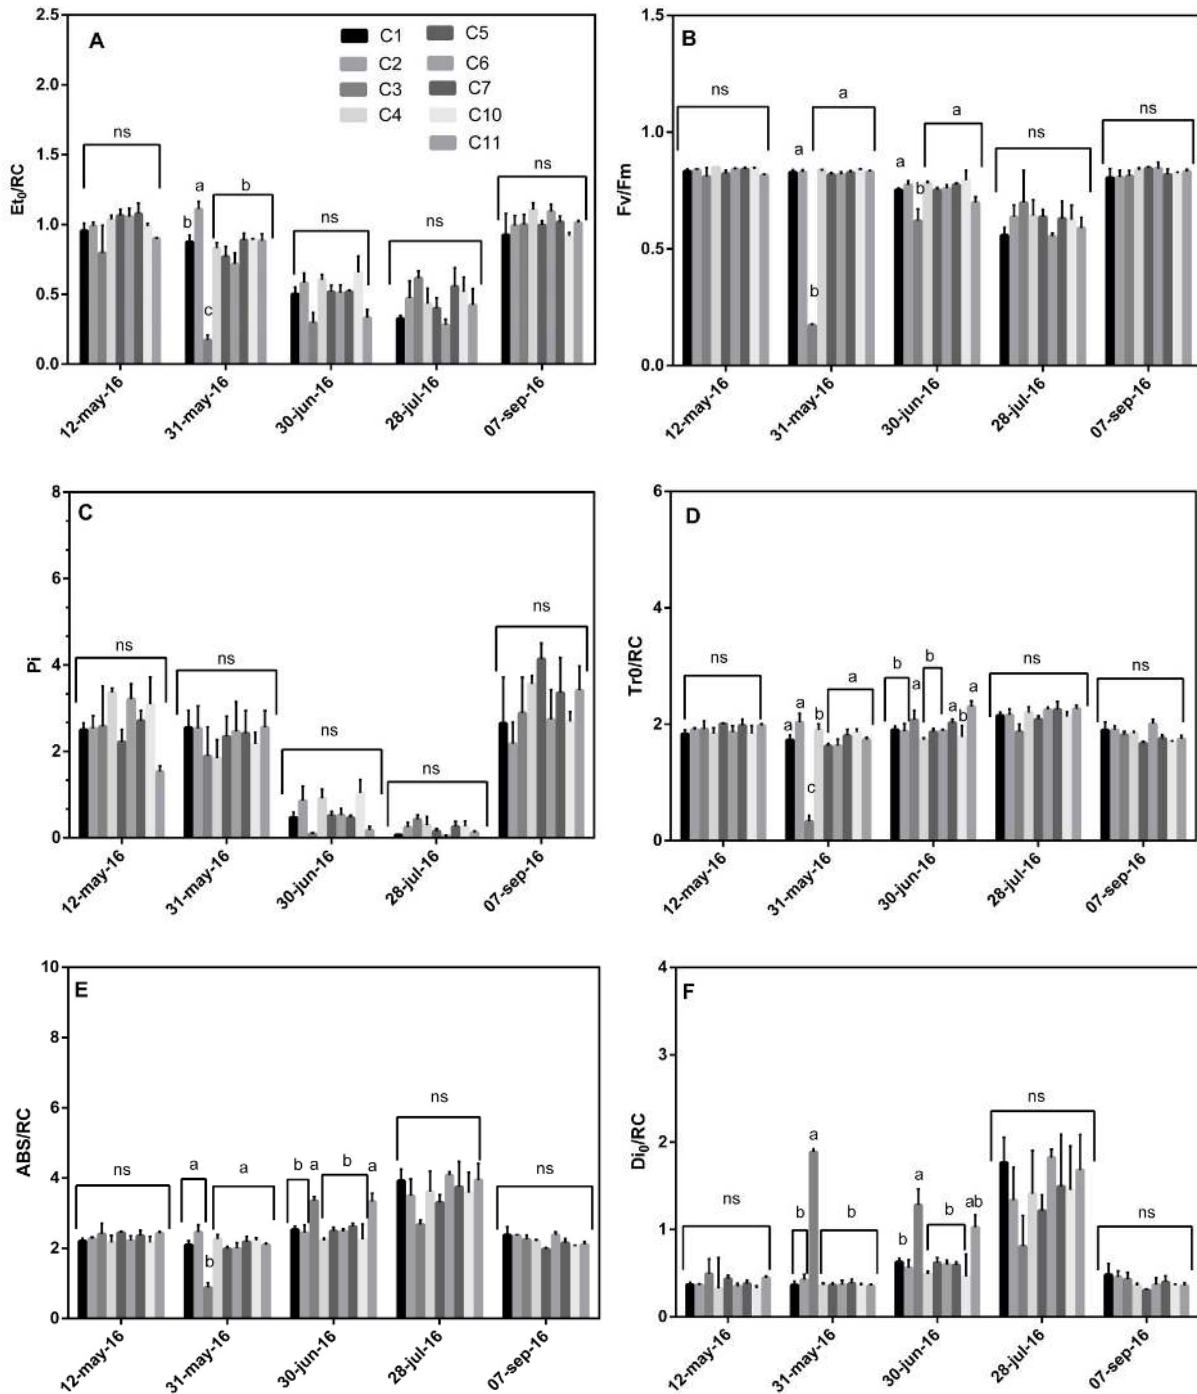 A
2.5
2.0
1.5
1.0
0.5
0.0
Et₀/RC
C1
C2
C3
C4
C5
C6
C7
C10
C11
ns
b
a
c
b
ns
ns
ns
12-may-16
31-may-16
30-jun-16
28-jul-16
07-sep-16
B
1.5
1.0
0.5
0.0
Fv/Fm
ns
a
b
a
a
b
a
ns
ns
12-may-16
31-may-16
30-jun-16
28-jul-16
07-sep-16
C
8
6
4
2
0
Pi
ns
ns
ns
ns
ns
12-may-16
31-may-16
30-jun-16
28-jul-16
07-sep-16
D
6
4
2
0
Tr0/RC
ns
a
a
c
b
a
b
a
b
a
b
a
ns
ns
12-may-16
31-may-16
30-jun-16
28-jul-16
07-sep-16
E
10
8
6
4
2
0
ABS/RC
ns
a
b
a
b
a
b
a
ns
ns
12-may-16
31-may-16
30-jun-16
28-jul-16
07-sep-16
F
4
3
2
1
0
Di₀/RC
ns
b
a
b
b
a
b
ab
ns
ns
12-may-16
31-may-16
30-jun-16
28-jul-16
07-sep-16